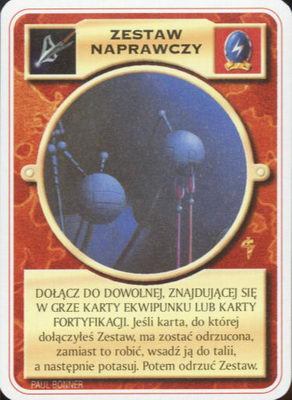 ZESTAW
NAPRAWCZY
DOŁĄCZ DO DOWOLNEJ, ZNAJDUJĄCEJ SIĘ
W GRZE KARTY EKWIPUNKU LUB KARTY
FORTYFIKACJI. Jeśli karta, do której
dołączyłeś Zestaw, ma zostać odrzucona,
zamiast to robić, wsadź ją do talii,
a następnie potasuj. Potem odrzuć Zestaw.
PAUL BONNER